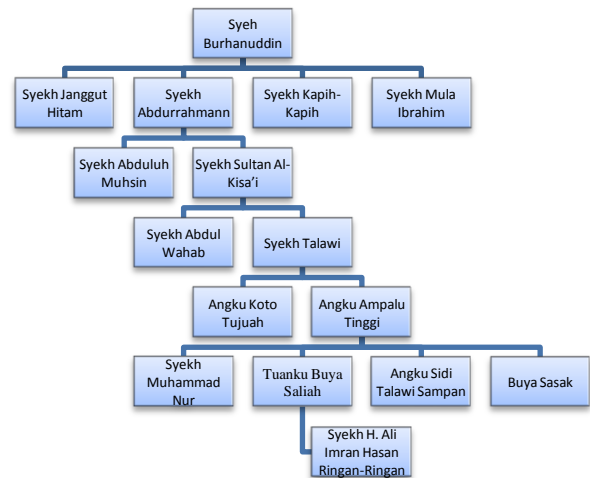 Syeh
Burhanuddin
Syekh Janggut
Hitam
Syekh
Abdurrahmann
Syekh Kapih-
Kapih
Syekh Mula
Ibrahim
Syekh Abduluh
Muhsin
Syekh Sultan Al-
Kisa’i
Syekh Abdul
Wahab
Syekh Talawi
Angku Koto
Tujuah
Angku Ampalu
Tinggi
Syekh
Muhammad
Nur
Tuanku Buya
Saliah
Angku Sidi
Talawi Sampan
Buya Sasak
Syekh H. Ali
Imran Hasan
Ringan-Ringan